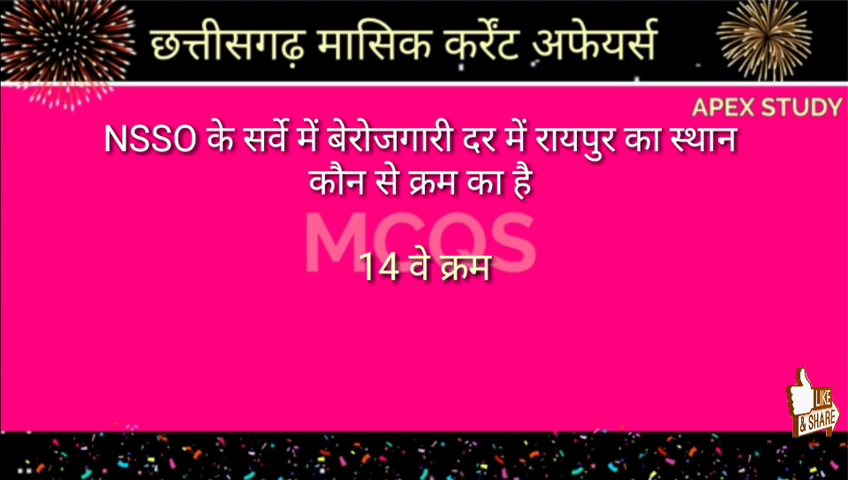 छत्तीसगढ़ मासिक करेंट अफेयर्स
APEX STUDY
NSSO के सर्वे में बेरोजगारी दर में रायपुर का स्थान
कौन से क्रम का है
MCQS
14 वे क्रम
LIKE
& SHARE